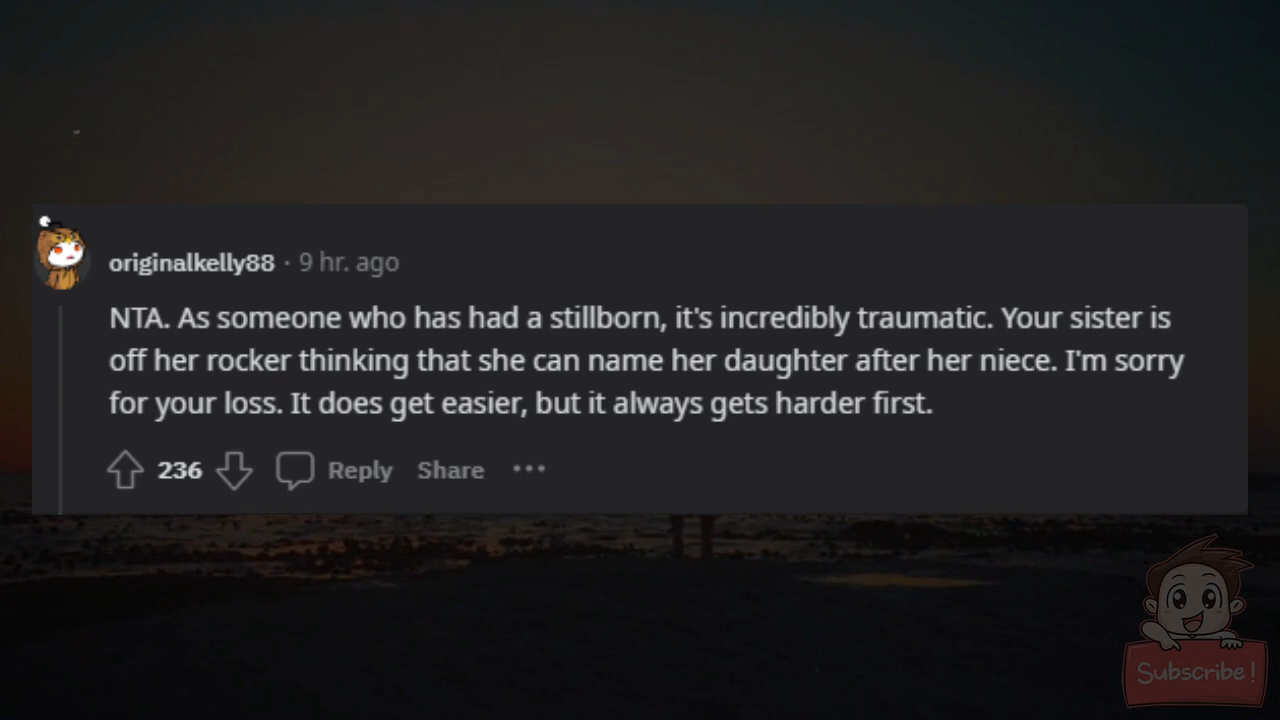 originalkelly88 · 9 hr. ago
NTA. As someone who has had a stillborn, it's incredibly traumatic. Your sister is
off her rocker thinking that she can name her daughter after her niece. I'm sorry
for your loss. It does get easier, but it always gets harder first.
236 Reply Share ···
Subscribe!